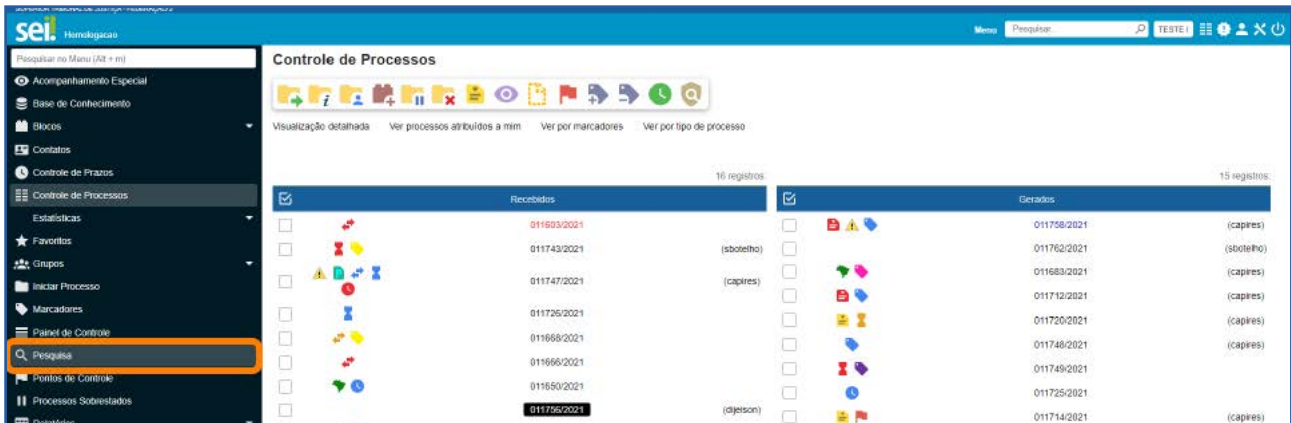 sei! Homologacao
Menu Pesquisar... TESTE I
Pesquisar no Menu (Alt + m)
Acompanhamento Especial
Base de Conhecimento
Blocos
Contatos
Controle de Prazos
Controle de Processos
Estatísticas
Favoritos
Grupos
Iniciar Processo
Marcadores
Painel de Controle
Pesquisa
Pontos de Controle
Processos Sobrestados
Relatórios
Controle de Processos
Visualização detalhada Ver processos atribuídos a mim Ver por marcadores Ver por tipo de processo
16 registros:
Recebidos
011603/2021
011743/2021 (sbotelho)
011747/2021 (capires)
011726/2021
011668/2021
011666/2021
011650/2021
011756/2021 (dijeison)
15 registros:
Gerados
011758/2021 (capires)
011762/2021 (sbotelho)
011683/2021 (capires)
011712/2021 (capires)
011720/2021 (capires)
011748/2021 (capires)
011749/2021
011725/2021
011714/2021 (capires)